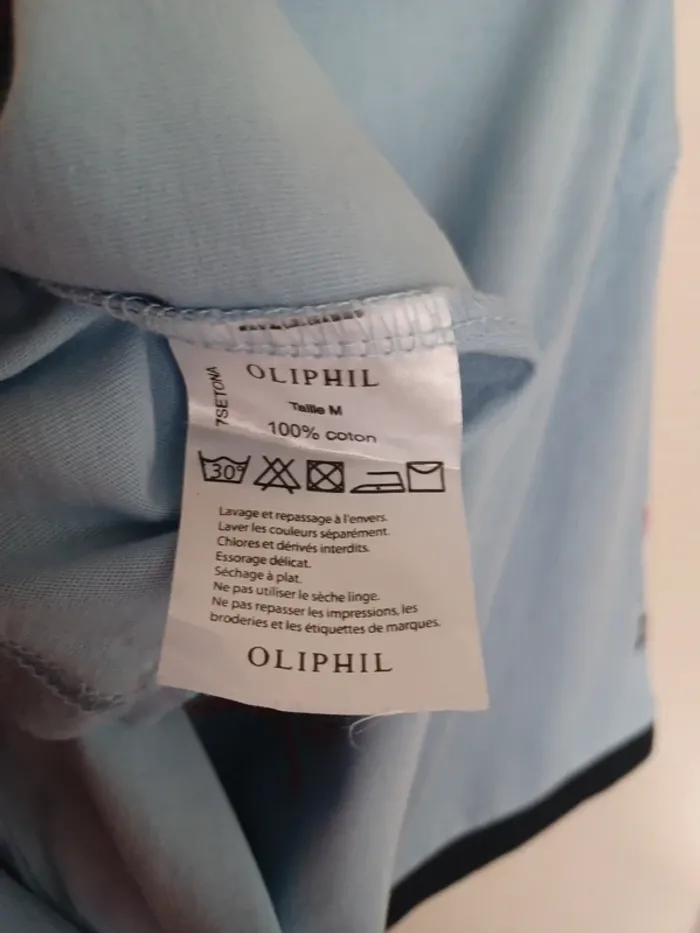 OLIPHIL
7SETONA
Taille M
100% coton
30°
Lavage et repassage à l'envers.
Laver les couleurs séparément.
Chlores et dérivés interdits.
Essorage délicat.
Séchage à plat.
Ne pas utiliser le sèche linge.
Ne pas repasser les impressions, les
broderies et les étiquettes de marques.
OLIPHIL